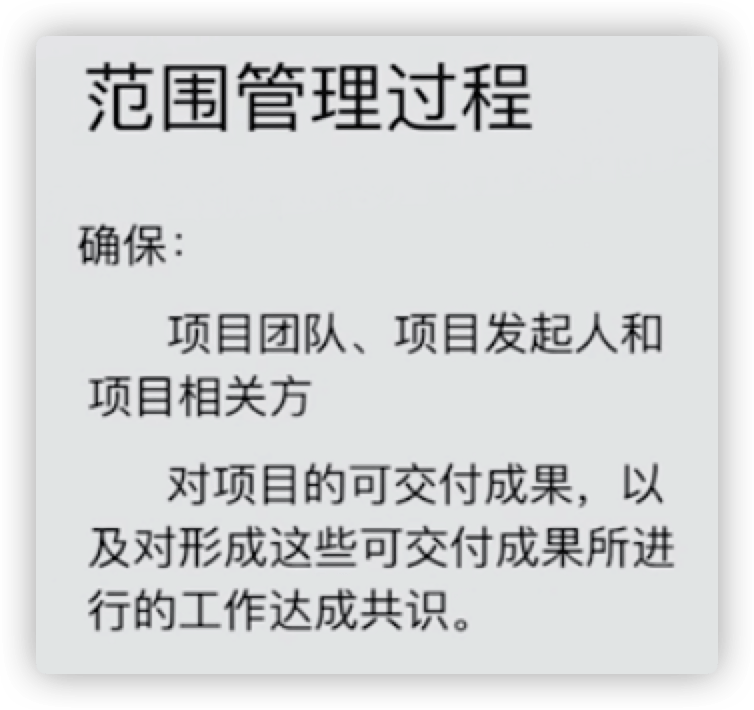 范围管理过程
确保：
项目团队、项目发起人和
项目相关方
对项目的可交付成果，以
及对形成这些可交付成果所进
行的工作达成共识。